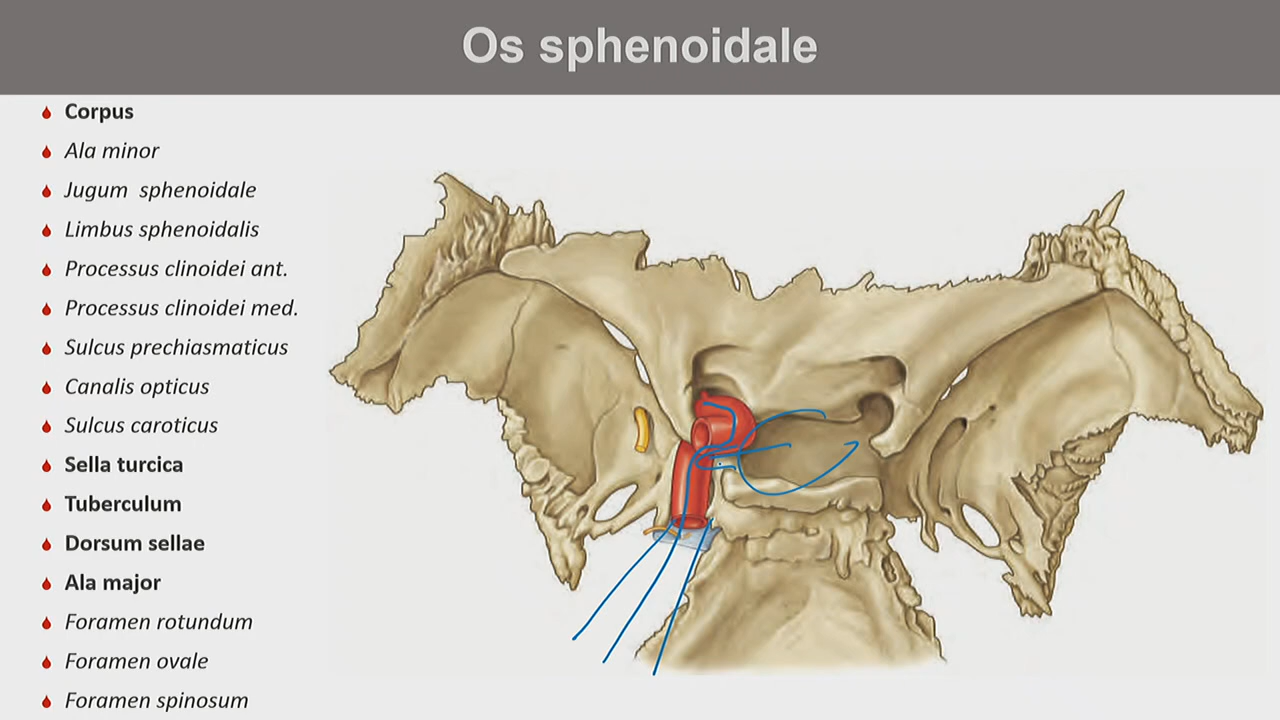 Os sphenoidale
Corpus
Ala minor
Jugum sphenoidale
Limbus sphenoidalis
Processus clinoidei ant.
Processus clinoidei med.
Sulcus prechiasmaticus
Canalis opticus
Sulcus caroticus
Sella turcica
Tuberculum
Dorsum sellae
Ala major
Foramen rotundum
Foramen ovale
Foramen spinosum